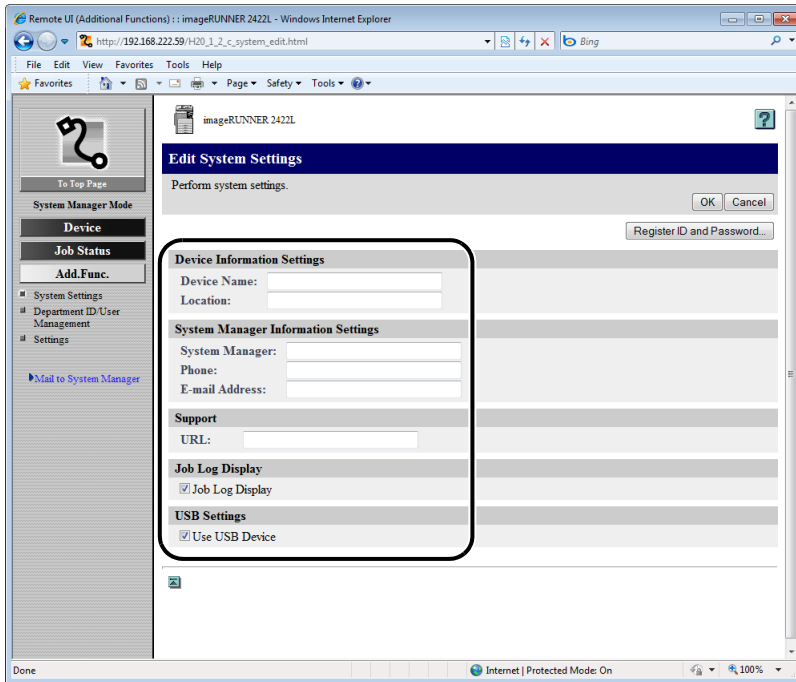 Remote UI (Additional Functions) : : imageRUNNER 2422L - Windows Internet Explorer
http://192.168.222.59/H20_1_2_c_system_edit.html
Bing
File Edit View Favorites Tools Help
Favorites Page Safety Tools
imageRUNNER 2422L
?
To Top Page
System Manager Mode
Device
Job Status
Add.Func.
System Settings
Department ID/User
Management
Settings
Mail to System Manager
Edit System Settings
Perform system settings.
OK Cancel
Register ID and Password...
Device Information Settings
Device Name:
Location:
System Manager Information Settings
System Manager:
Phone:
E-mail Address:
Support
URL:
Job Log Display
Job Log Display
USB Settings
Use USB Device
Done
Internet | Protected Mode: On
100%